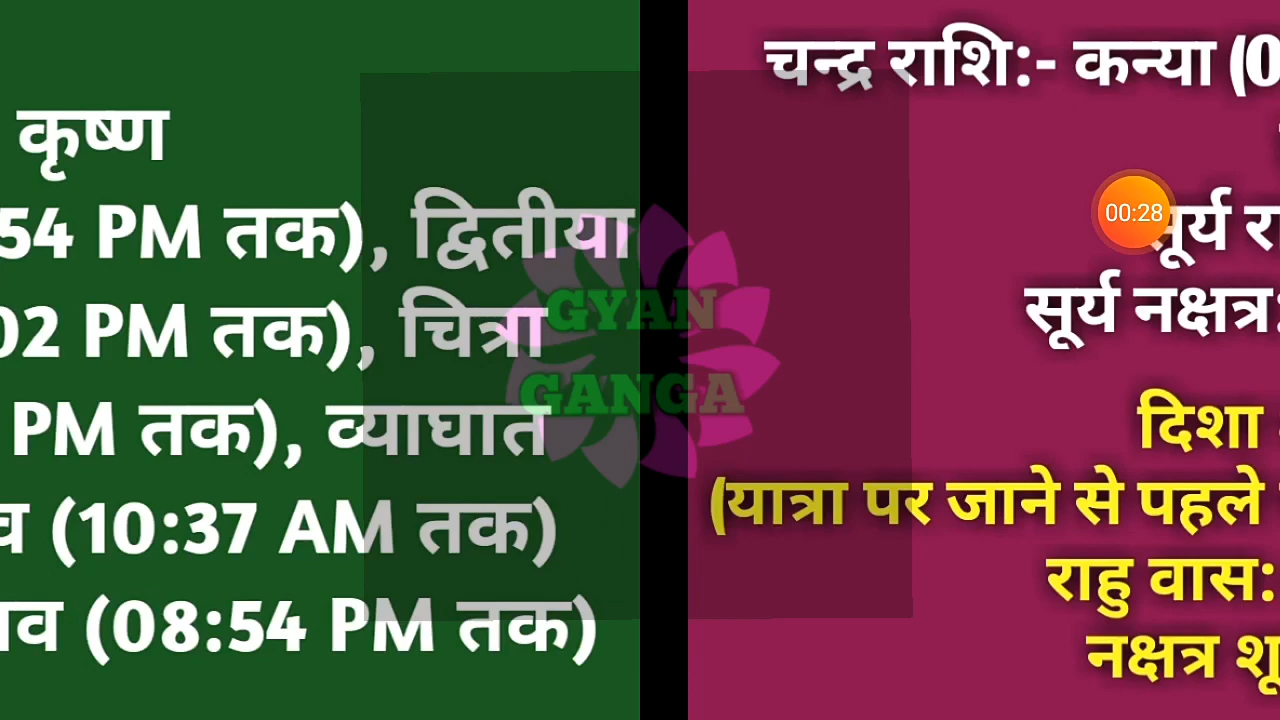 कृष्ण
54 PM तक), द्वितीया
02 PM तक), चित्रा
PM तक), व्याघात
व (10:37 AM तक)
व (08:54 PM तक)
GYAN
GANGA
चन्द्र राशि:- कन्या (0
00:28
सूर्य
सूर्य नक्षत्र:
दिशा
(यात्रा पर जाने से पहले
राहु वास:
नक्षत्र शू